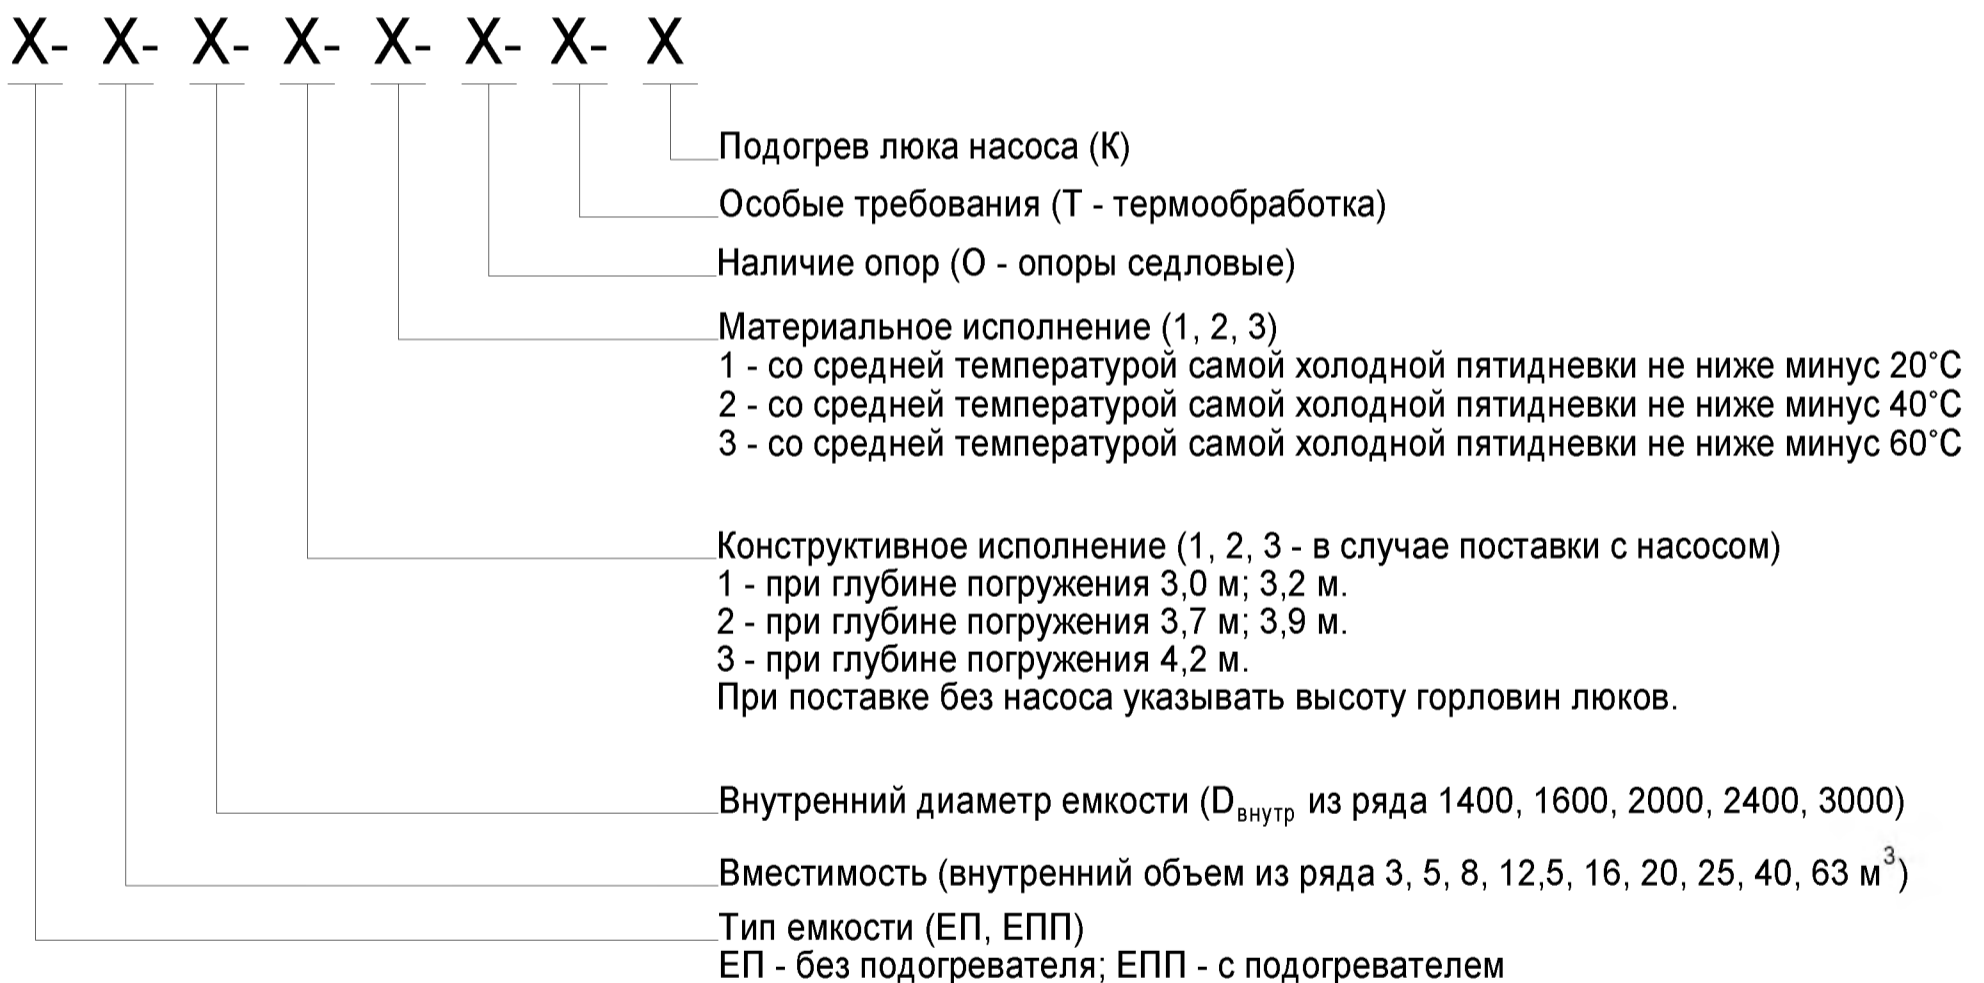 X- X- X- X- X- X- X- X
Подогрев люка насоса (К)
Особые требования (Т - термообработка)
Наличие опор (О - опоры седловые)
Материальное исполнение (1, 2, 3)
1 - со средней температурой самой холодной пятидневки не ниже минус 20°С
2 - со средней температурой самой холодной пятидневки не ниже минус 40°С
3 - со средней температурой самой холодной пятидневки не ниже минус 60°С
Конструктивное исполнение (1, 2, 3 - в случае поставки с насосом)
1 - при глубине погружения 3,0 м; 3,2 м.
2 - при глубине погружения 3,7 м; 3,9 м.
3 - при глубине погружения 4,2 м.
При поставке без насоса указывать высоту горловин люков.
Внутренний диаметр емкости (Dвнутр из ряда 1400, 1600, 2000, 2400, 3000)
Вместимость (внутренний объем из ряда 3, 5, 8, 12,5, 16, 20, 25, 40, 63 м³)
Тип емкости (ЕП, ЕПП)
ЕП - без подогревателя; ЕПП - с подогревателем